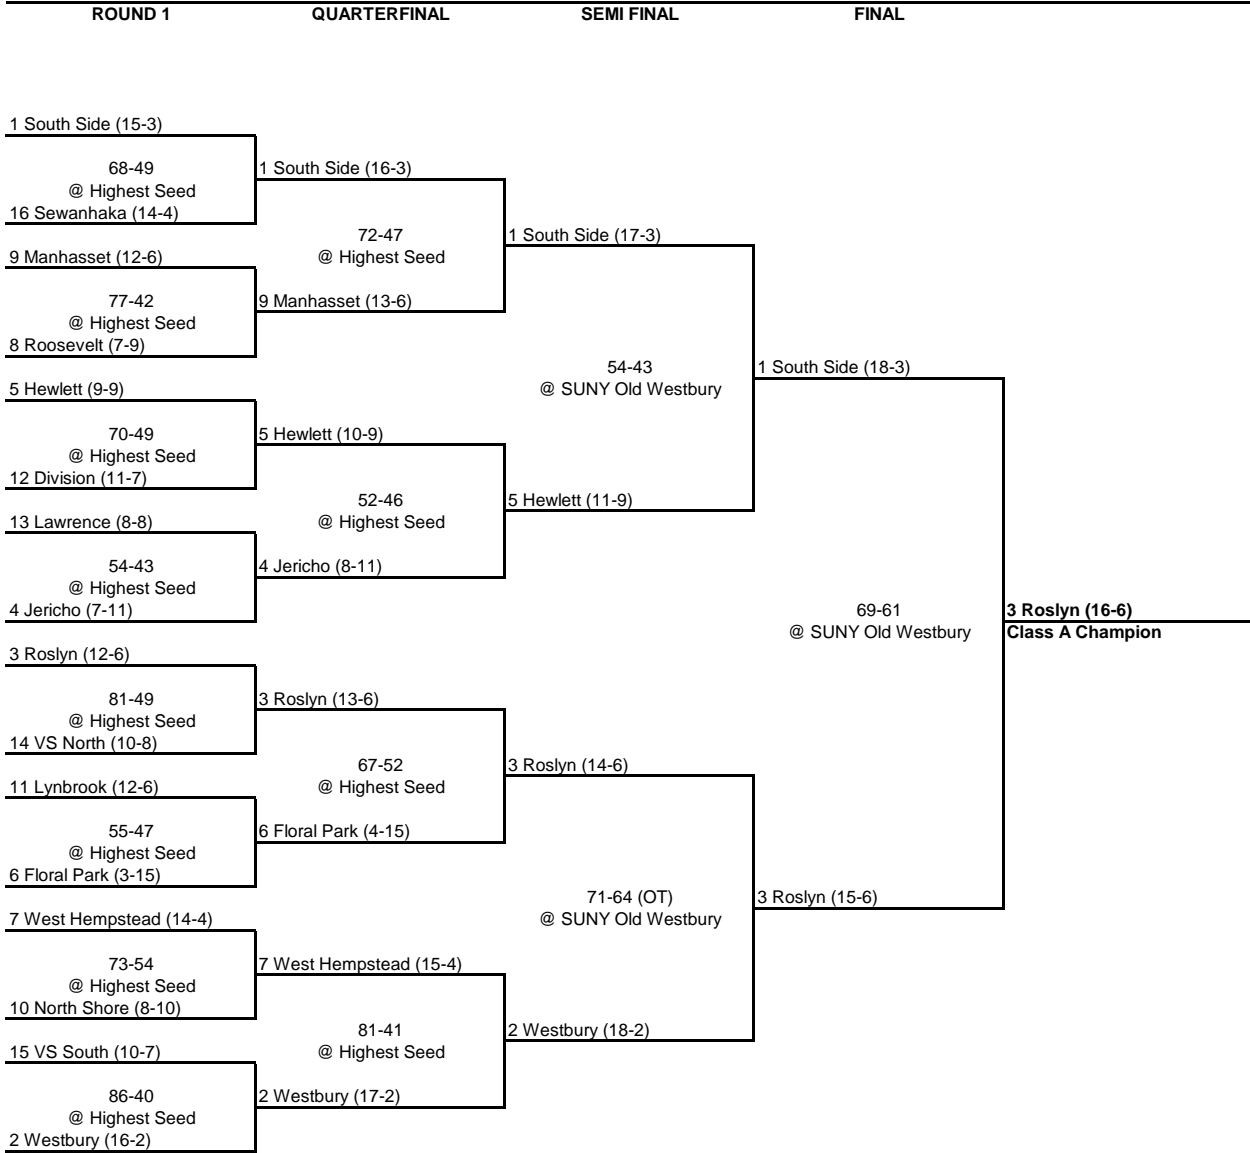 ROUND 1 QUARTERFINAL SEMI FINAL FINAL
1 South Side (15-3)
68-49
@ Highest Seed
16 Sewanhaka (14-4)
9 Manhasset (12-6)
77-42
@ Highest Seed
8 Roosevelt (7-9)
5 Hewlett (9-9)
70-49
@ Highest Seed
12 Division (11-7)
13 Lawrence (8-8)
54-43
@ Highest Seed
4 Jericho (7-11)
3 Roslyn (12-6)
81-49
@ Highest Seed
14 VS North (10-8)
11 Lynbrook (12-6)
55-47
@ Highest Seed
6 Floral Park (3-15)
7 West Hempstead (14-4)
73-54
@ Highest Seed
10 North Shore (8-10)
15 VS South (10-7)
86-40
@ Highest Seed
2 Westbury (16-2)
1 South Side (16-3)
72-47
@ Highest Seed
9 Manhasset (13-6)
5 Hewlett (10-9)
52-46
@ Highest Seed
4 Jericho (8-11)
3 Roslyn (13-6)
67-52
@ Highest Seed
6 Floral Park (4-15)
7 West Hempstead (15-4)
81-41
@ Highest Seed
2 Westbury (17-2)
1 South Side (17-3)
54-43
@ SUNY Old Westbury
5 Hewlett (11-9)
3 Roslyn (14-6)
71-64 (OT)
@ SUNY Old Westbury
2 Westbury (18-2)
1 South Side (18-3)
69-61
@ SUNY Old Westbury
3 Roslyn (15-6)
3 Roslyn (16-6)
Class A Champion